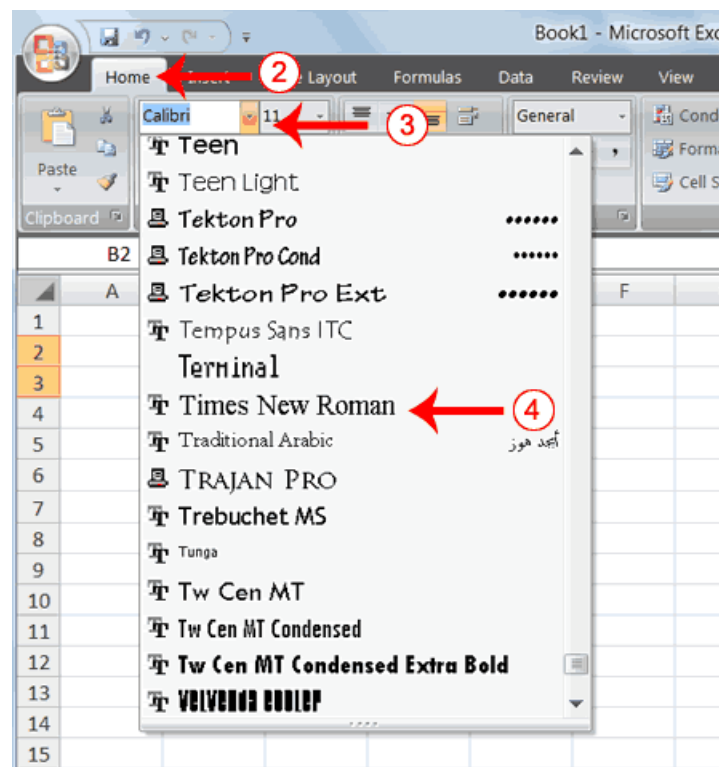 Book1 - Microsoft Exc
Home Insert Layout Formulas Data Review View
2
Calibri 11 General Cond
3
Paste Forma
Cell S
Clipboard
B2
A F
Teen
Teen Light
Tekton Pro
Tekton Pro Cond
Tekton Pro Ext
Tempus Sans ITC
Terminal
Times New Roman 4
Traditional Arabic أبجد هوز
TRAJAN PRO
Trebuchet MS
Tunga
Tw Cen MT
Tw Cen MT Condensed
Tw Cen MT Condensed Extra Bold
Velvenda Cooler
1
2
3
4
5
6
7
8
9
10
11
12
13
14
15